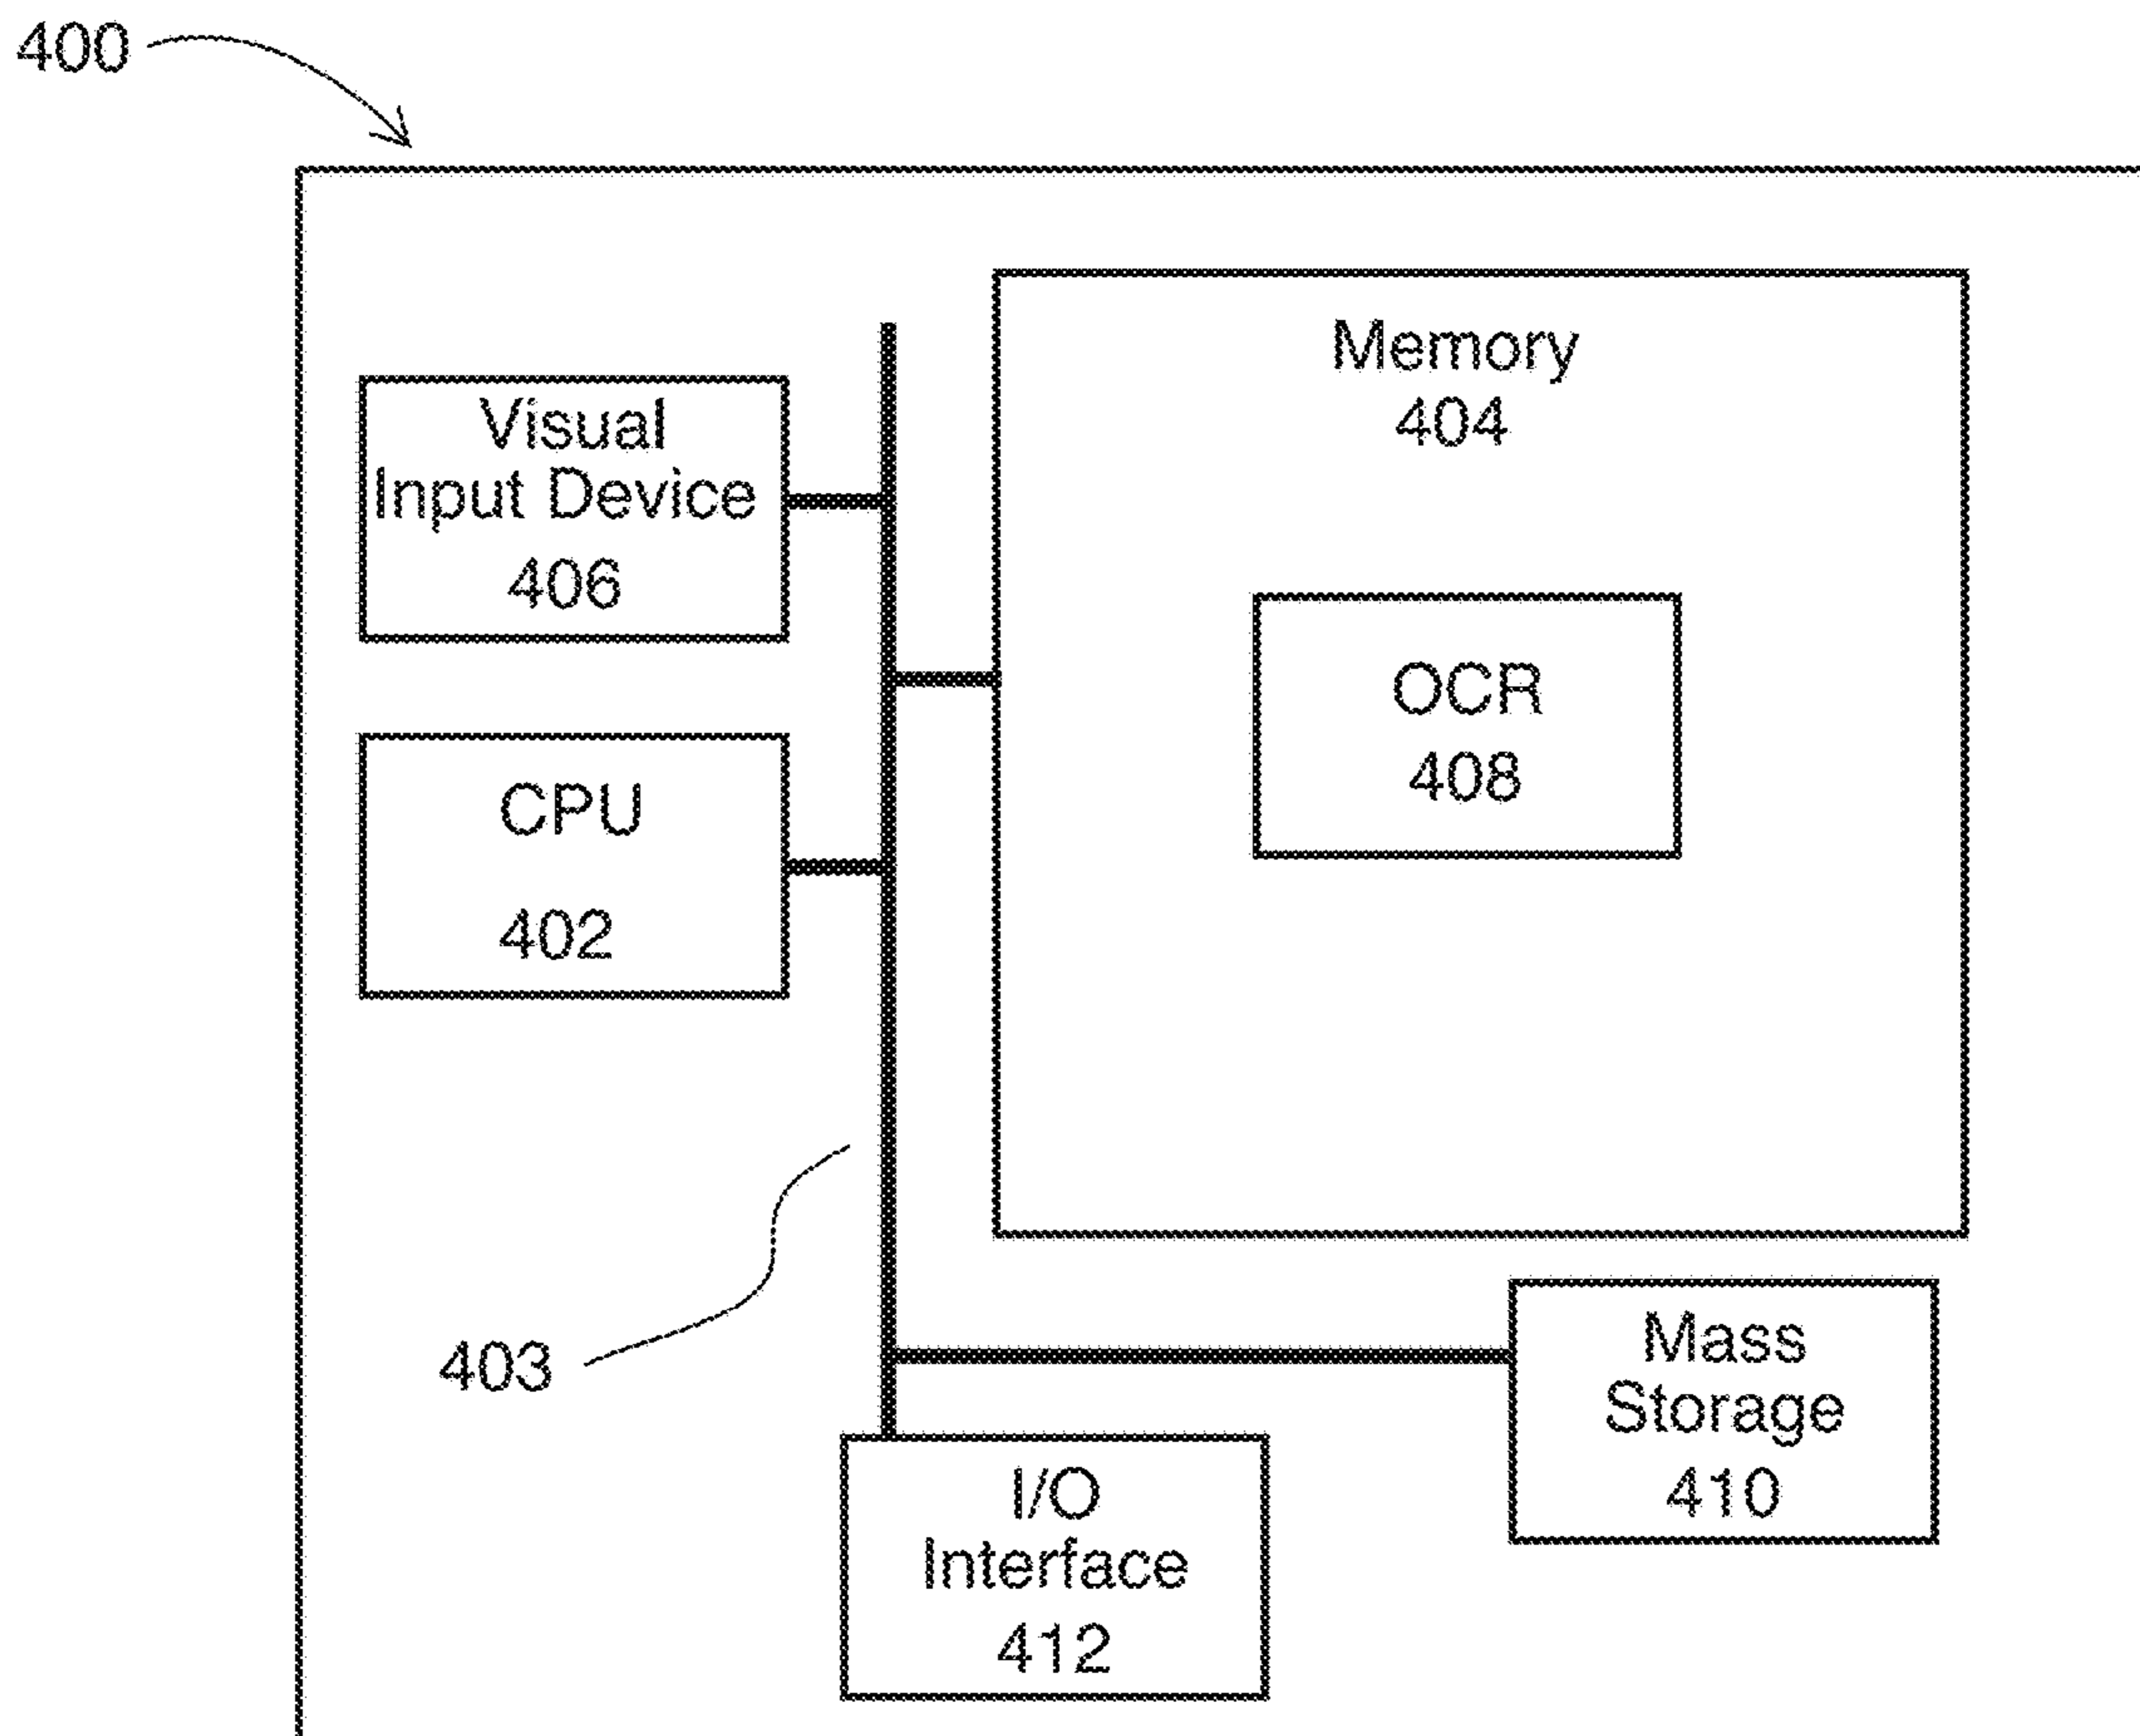 400
Memory
404
Visual
Input Device
406
OCR
408
CPU
402
403
Mass
Storage
410
I/O
Interface
412